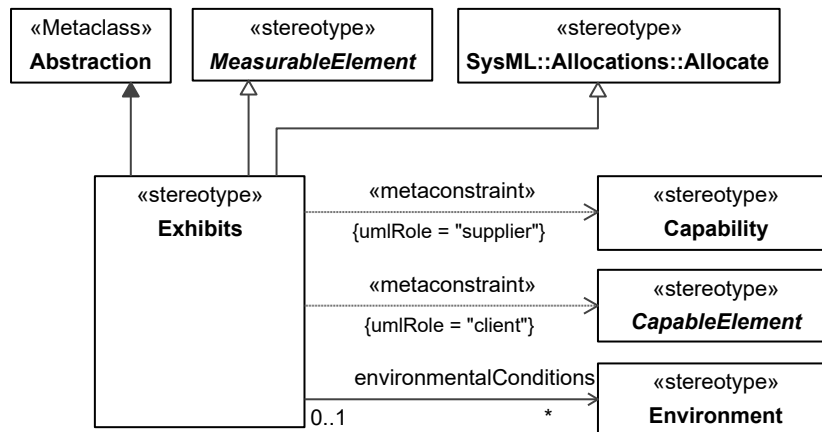 «Metaclass»
Abstraction
«stereotype»
MeasurableElement
«stereotype»
SysML::Allocations::Allocate
«stereotype»
Exhibits
«metaconstraint»
{umlRole = "supplier"}
«stereotype»
Capability
«metaconstraint»
{umlRole = "client"}
«stereotype»
CapableElement
environmentalConditions
0..1
*
«stereotype»
Environment